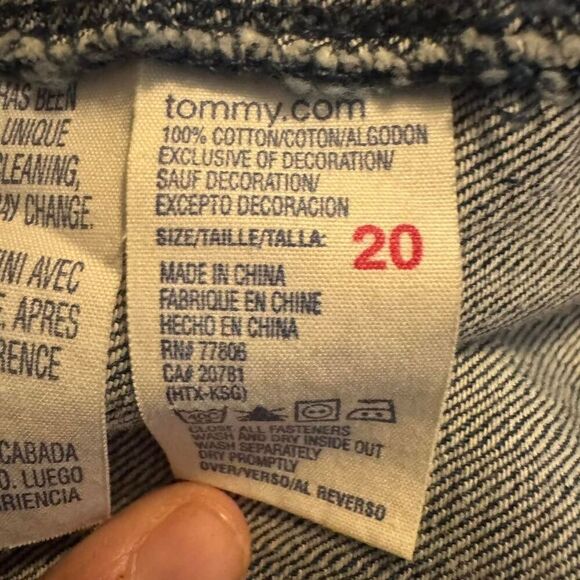 HAS BEEN
UNIQUE
CLEANING,
MAY CHANGE.
INI AVEC
APRES
RENCE
CABADA
D. LUEGO
RIENCIA
tommy.com
100% COTTON/COTON/ALGODON
EXCLUSIVE OF DECORATION/
SAUF DECORATION/
EXCEPTO DECORACION
SIZE/TAILLE/TALLA: 20
MADE IN CHINA
FABRIQUE EN CHINE
HECHO EN CHINA
RN# 77806
CA# 20781
(HTX-KSG)
CLOSE ALL FASTENERS
WASH AND DRY INSIDE OUT
WASH SEPARATELY
DRY PROMPTLY
OVER/VERSO/AL REVERSO